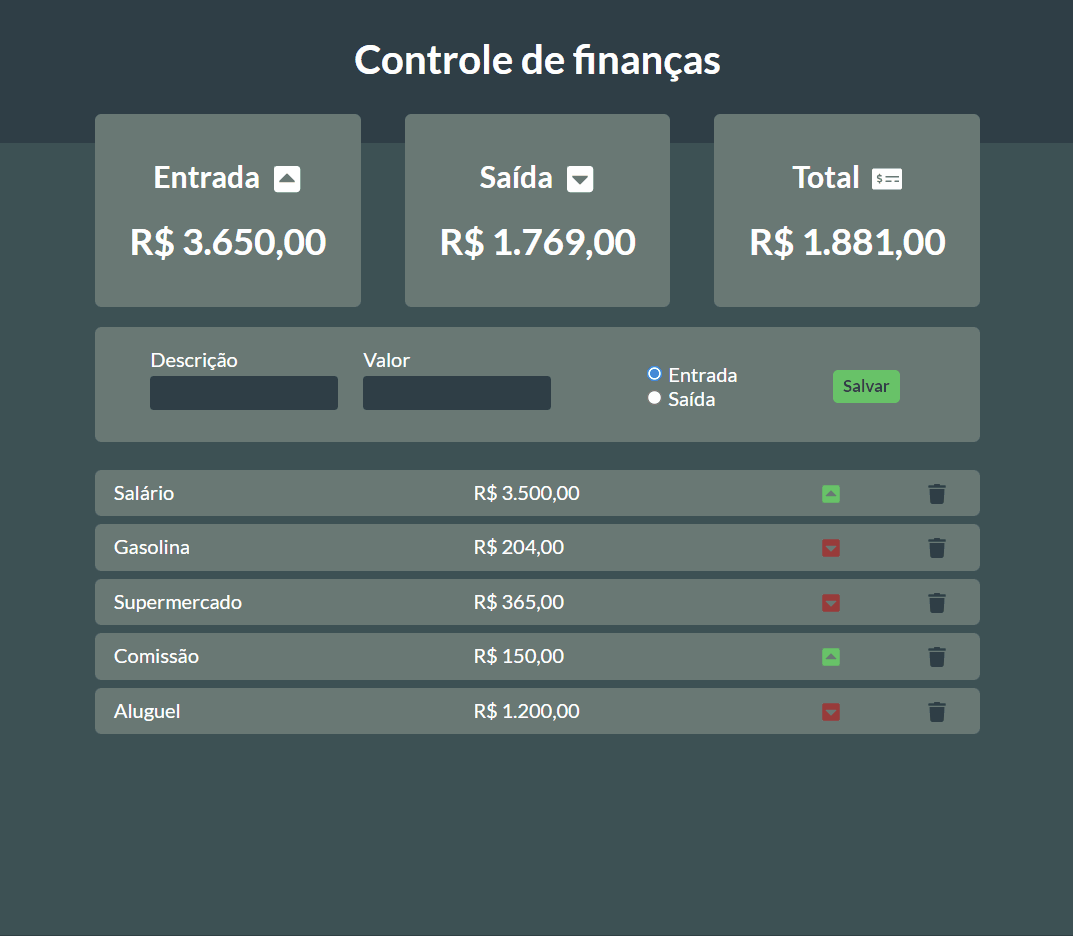 Controle de finanças
Entrada
Saída
Total
R$ 3.650,00
R$ 1.769,00
R$ 1.881,00
Descrição
Valor
Entrada
Saída
Salvar
Salário R$ 3.500,00
Gasolina R$ 204,00
Supermercado R$ 365,00
Comissão R$ 150,00
Aluguel R$ 1.200,00